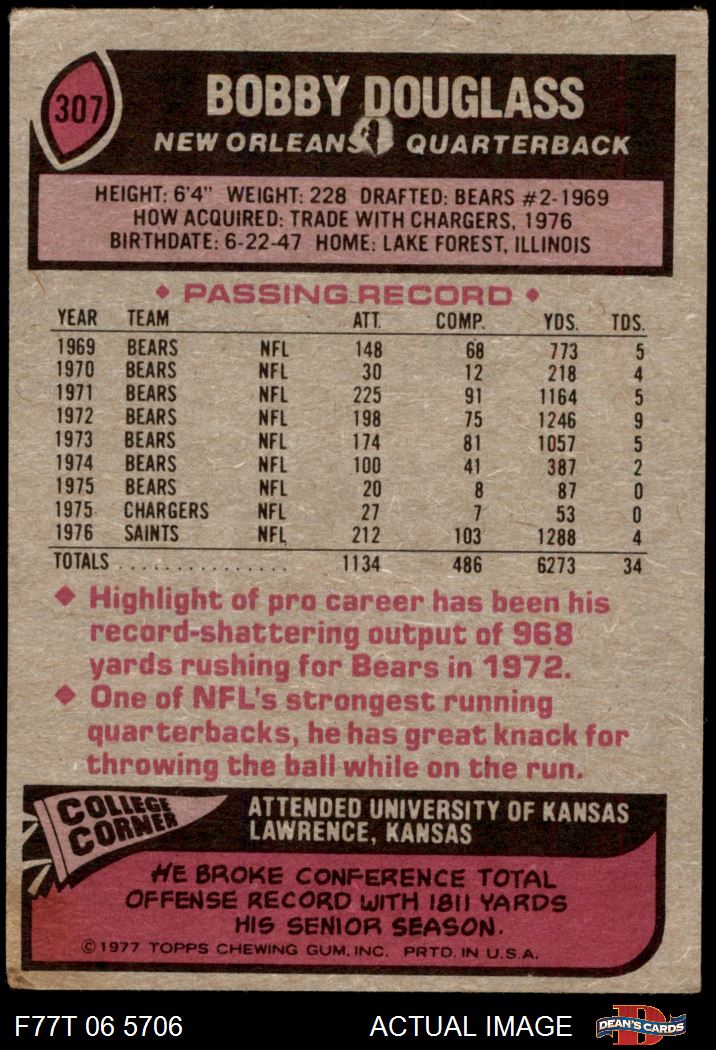 307
BOBBY DOUGLASS
NEW ORLEANS QUARTERBACK
HEIGHT: 6'4" WEIGHT: 228 DRAFTED: BEARS #2-1969
HOW ACQUIRED: TRADE WITH CHARGERS, 1976
BIRTHDATE: 6-22-47 HOME: LAKE FOREST, ILLINOIS
♦ PASSING RECORD ♦
YEAR TEAM ATT. COMP. YDS. TDS.
1969 BEARS NFL 148 68 773 5
1970 BEARS NFL 30 12 218 4
1971 BEARS NFL 225 91 1164 5
1972 BEARS NFL 198 75 1246 9
1973 BEARS NFL 174 81 1057 5
1974 BEARS NFL 100 41 387 2
1975 BEARS NFL 20 8 87 0
1975 CHARGERS NFL 27 7 53 0
1976 SAINTS NFL 212 103 1288 4
TOTALS ............... 1134 486 6273 34
♦ Highlight of pro career has been his
record-shattering output of 968
yards rushing for Bears in 1972.
♦ One of NFL's strongest running
quarterbacks, he has great knack for
throwing the ball while on the run.
COLLEGE
CORNER
ATTENDED UNIVERSITY OF KANSAS
LAWRENCE, KANSAS
HE BROKE CONFERENCE TOTAL
OFFENSE RECORD WITH 1811 YARDS
HIS SENIOR SEASON.
©1977 TOPPS CHEWING GUM, INC. PRTD. IN U.S.A.
F77T 06 5706 ACTUAL IMAGE DEAN'S CARDS